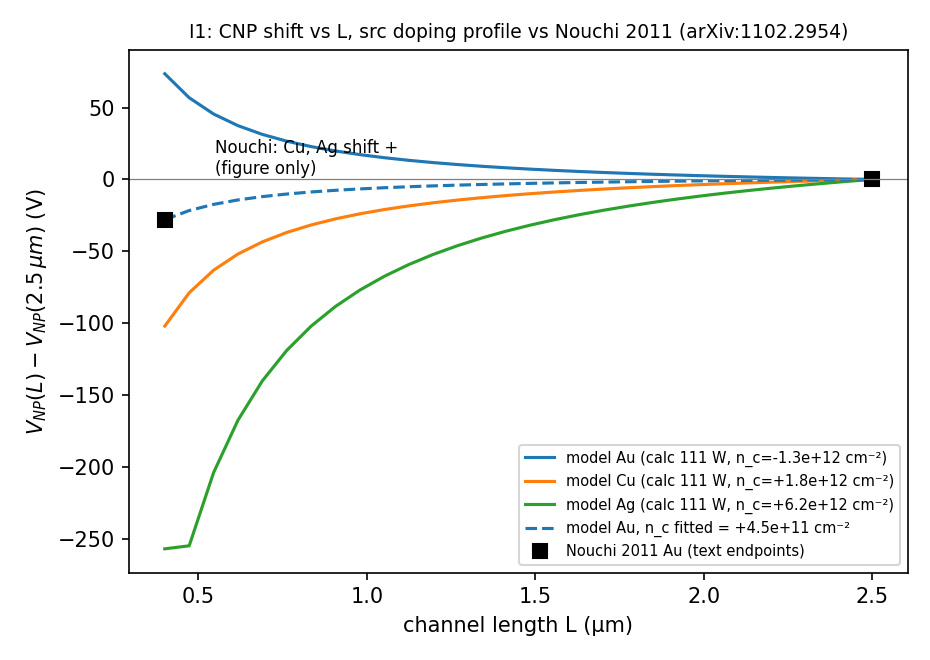 I1: CNP shift vs L, src doping profile vs Nouchi 2011 (arXiv:1102.2954)
50
0
−50
−100
−150
−200
−250
V_NP(L) − V_NP(2.5 μm) (V)
Nouchi: Cu, Ag shift +
(figure only)
model Au (calc 111 W, n_c=-1.3e+12 cm⁻²)
model Cu (calc 111 W, n_c=+1.8e+12 cm⁻²)
model Ag (calc 111 W, n_c=+6.2e+12 cm⁻²)
model Au, n_c fitted = +4.5e+11 cm⁻²
Nouchi 2011 Au (text endpoints)
0.5
1.0
1.5
2.0
2.5
channel length L (μm)